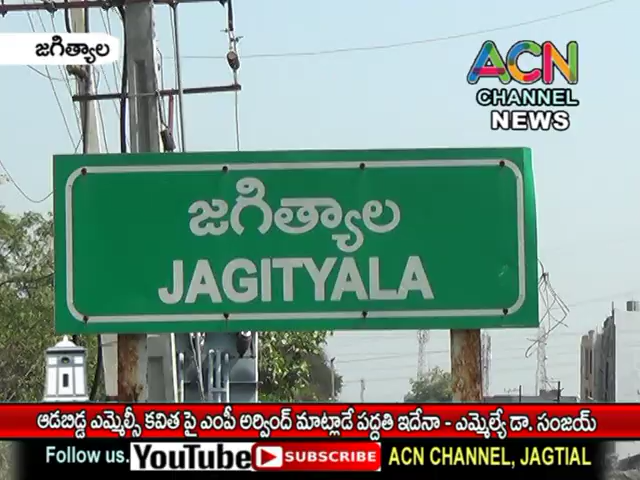 జగిత్యాల
ACN
CHANNEL
NEWS
జగిత్యాల
JAGITYALA
ఆడబిడ్డ ఎమ్మెల్సీ కవిత పై ఎంపీ అర్వింద్ మాట్లాడే పద్దతి ఇదేనా - ఎమ్మెల్యే డా. సంజయ్
Follow us. YouTube SUBSCRIBE ACN CHANNEL, JAGTIAL